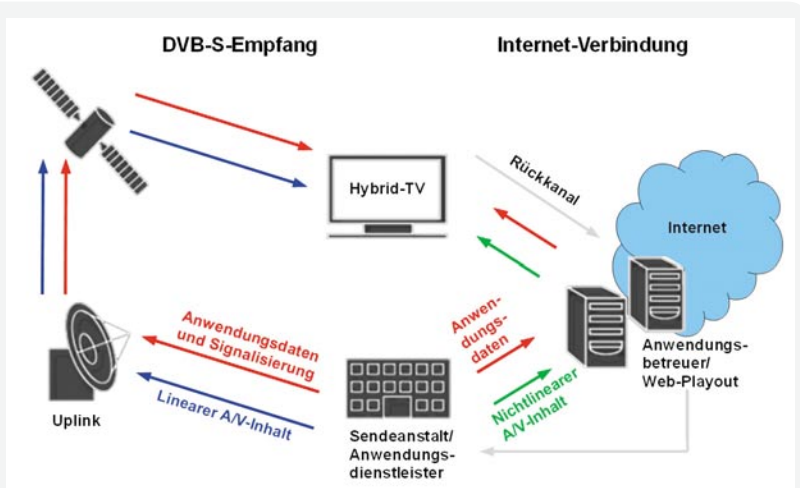 DVB-S-Empfang
Internet-Verbindung
Hybrid-TV
Rückkanal
Internet
Anwendungsdaten
und Signalisierung
Linearer A/V-Inhalt
Uplink
Sendeanstalt/
Anwendungs-
dienstleister
Anwen-
dungs-
daten
Nichtlinearer
A/V-Inhalt
Anwendungs-
betreuer/
Web-Playout